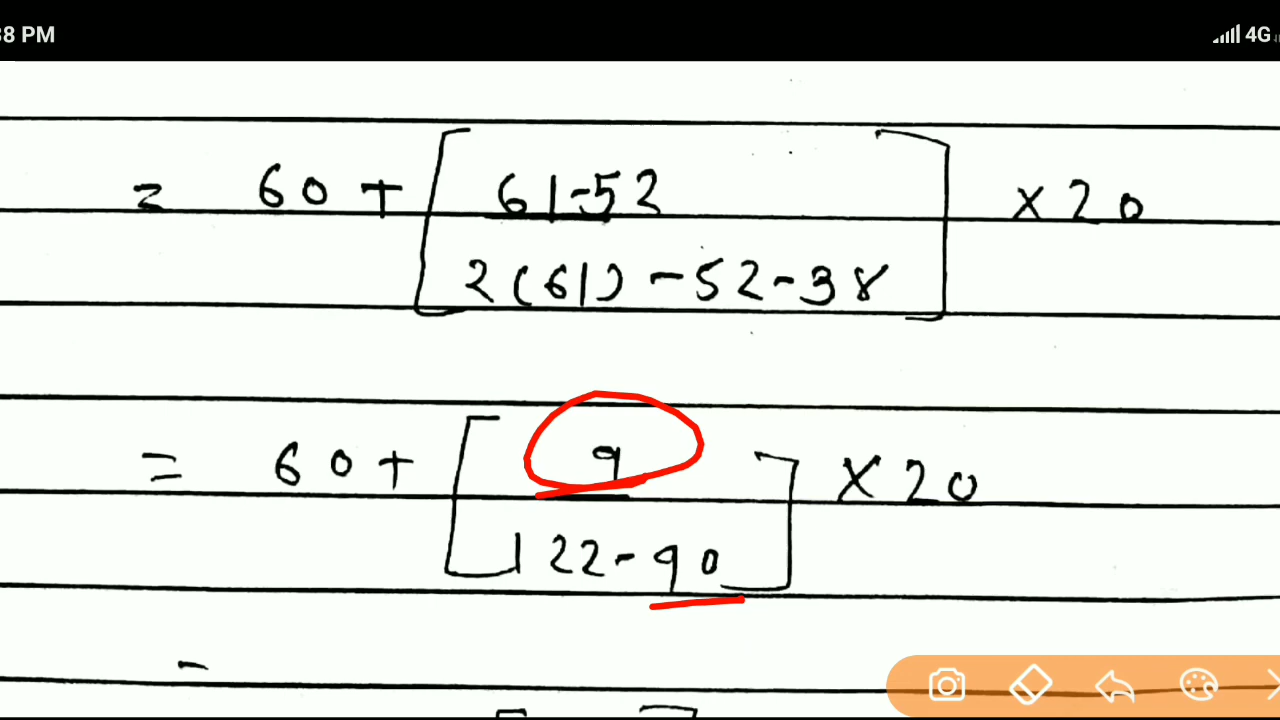 38 PM 4G
= 60 + [ 61-52 ] × 20
2(61) - 52 - 38
= 60 + [ 9 ] × 20
122 - 90